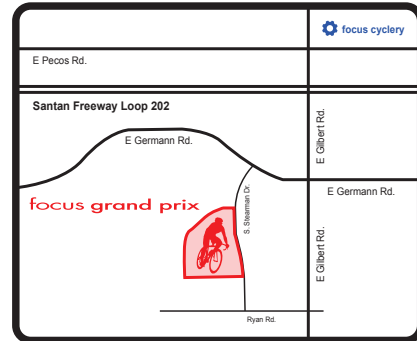 focus cyclery
E Pecos Rd.
Santan Freeway Loop 202
E Gilbert Rd.
E Germann Rd.
E Germann Rd.
focus grand prix
S. Stearman Dr.
E Gilbert Rd.
Ryan Rd.